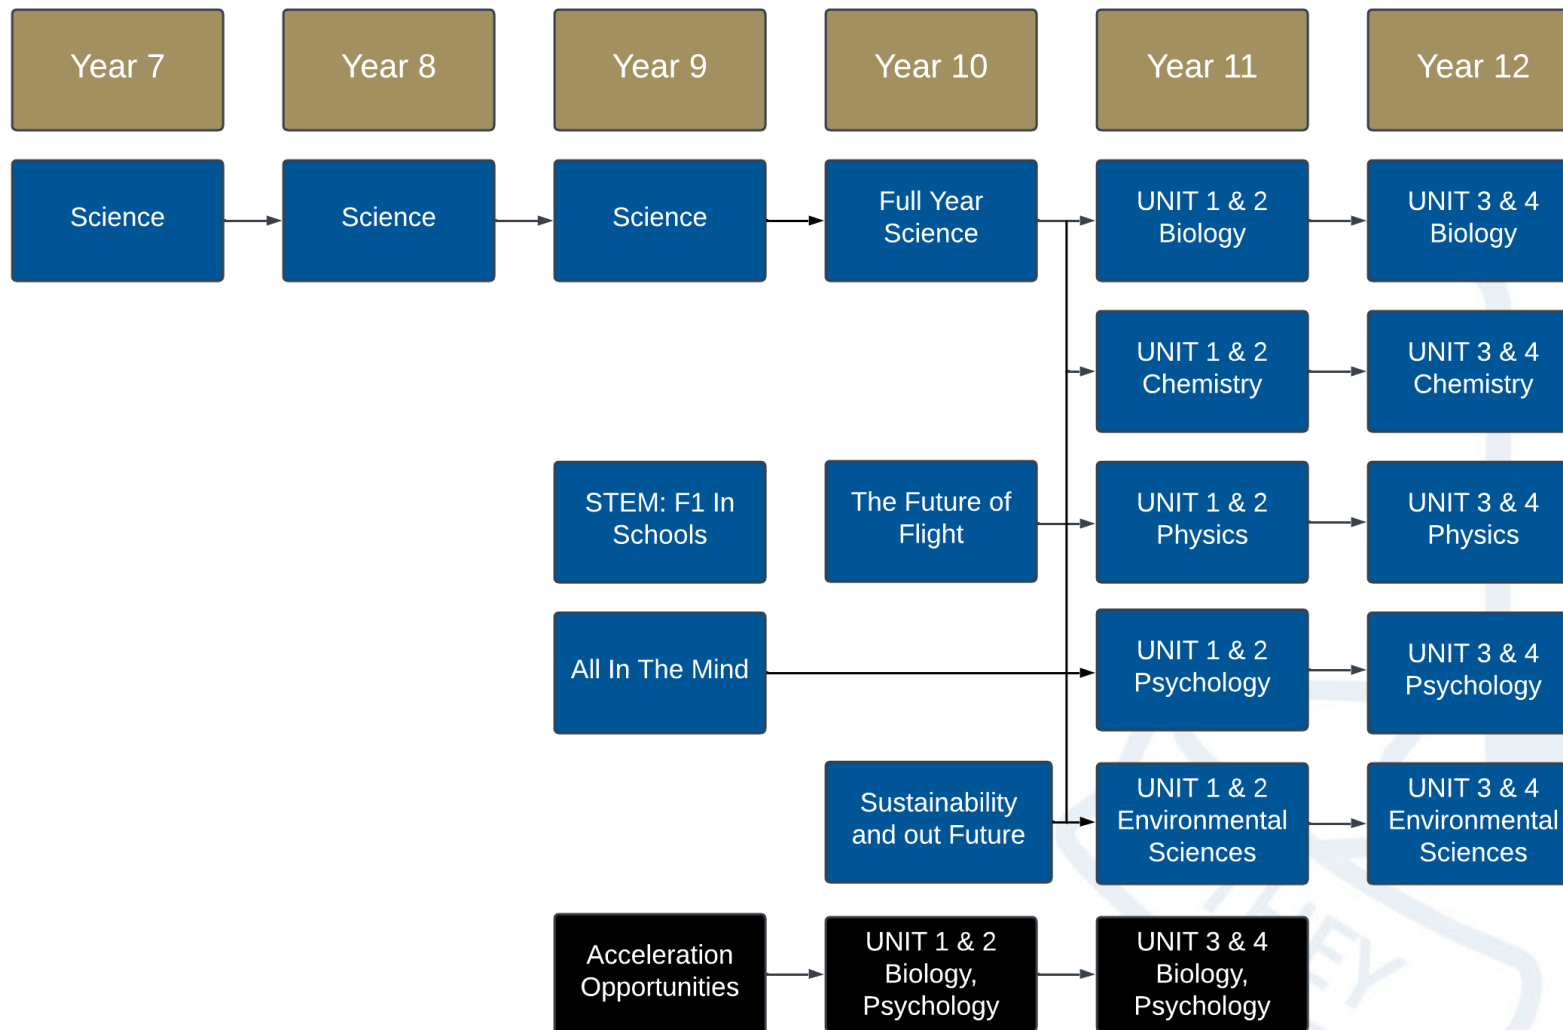 Year 7
Year 8
Year 9
Year 10
Year 11
Year 12
Science
Science
Science
Full Year
Science
UNIT 1 & 2
Biology
UNIT 3 & 4
Biology
UNIT 1 & 2
Chemistry
UNIT 3 & 4
Chemistry
STEM: F1 In
Schools
The Future of
Flight
UNIT 1 & 2
Physics
UNIT 3 & 4
Physics
All In The Mind
UNIT 1 & 2
Psychology
UNIT 3 & 4
Psychology
Sustainability
and out Future
UNIT 1 & 2
Environmental
Sciences
UNIT 3 & 4
Environmental
Sciences
Acceleration
Opportunities
UNIT 1 & 2
Biology,
Psychology
UNIT 3 & 4
Biology,
Psychology
THEY